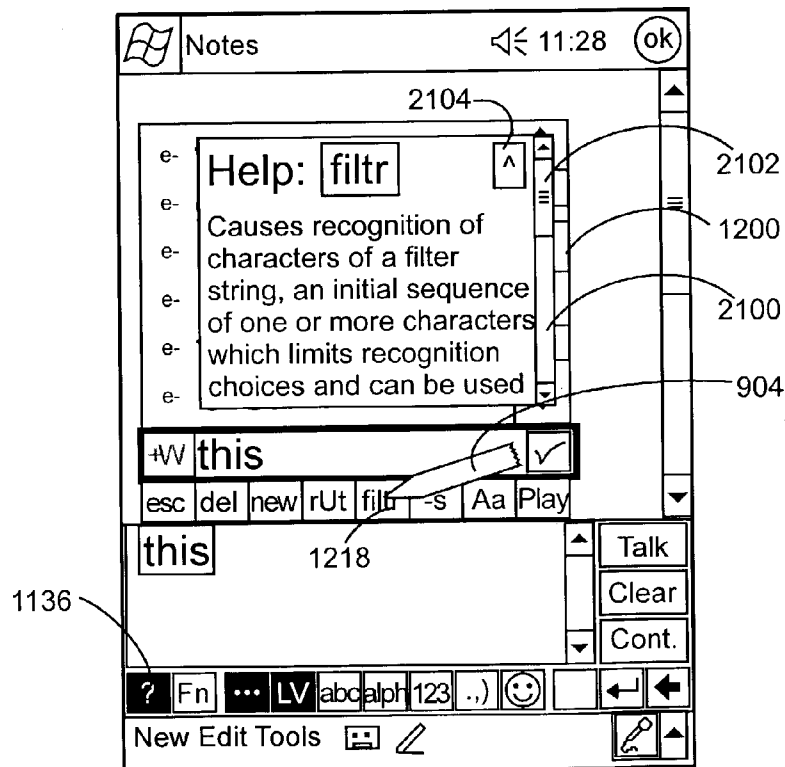 Notes 11:28 ok
2104
e-
Help: filtr ^
2102
e-
Causes recognition of
1200
e-
characters of a filter
e-
string, an initial sequence
2100
of one or more characters
e-
which limits recognition
e-
choices and can be used
904
+W this
esc del new rUt filtr -s Aa Play
this
1218
Talk
Clear
1136
Cont.
? Fn ... LV abc alph 123 .,)
New Edit Tools